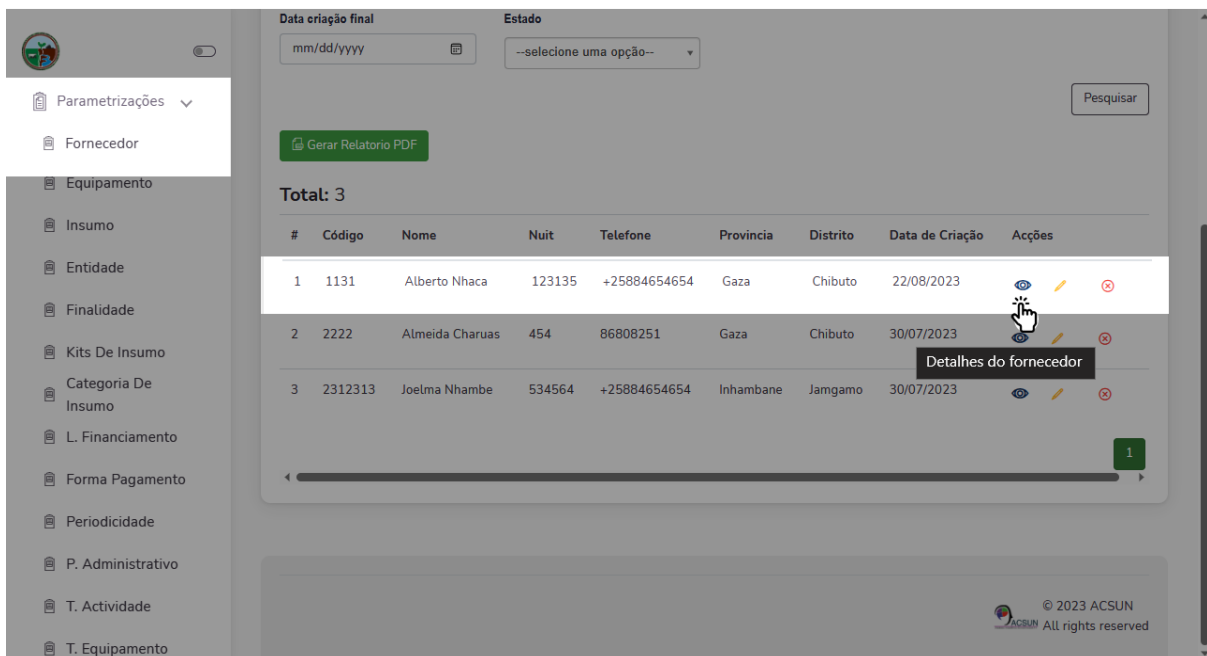 Data criação final Estado
mm/dd/yyyy --selecione uma opção--
Pesquisar
Parametrizações
Fornecedor
Equipamento
Insumo
Entidade
Finalidade
Kits De Insumo
Categoria De
Insumo
L. Financiamento
Forma Pagamento
Periodicidade
P. Administrativo
T. Actividade
T. Equipamento
Gerar Relatorio PDF
Total: 3
# Código Nome Nuit Telefone Provincia Distrito Data de Criação Acções
1 1131 Alberto Nhaca 123135 +25884654654 Gaza Chibuto 22/08/2023
2 2222 Almeida Charuas 454 86808251 Gaza Chibuto 30/07/2023
Detalhes do fornecedor
3 2312313 Joelma Nhambe 534564 +25884654654 Inhambane Jamgamo 30/07/2023
1
ACSUN
© 2023 ACSUN
All rights reserved